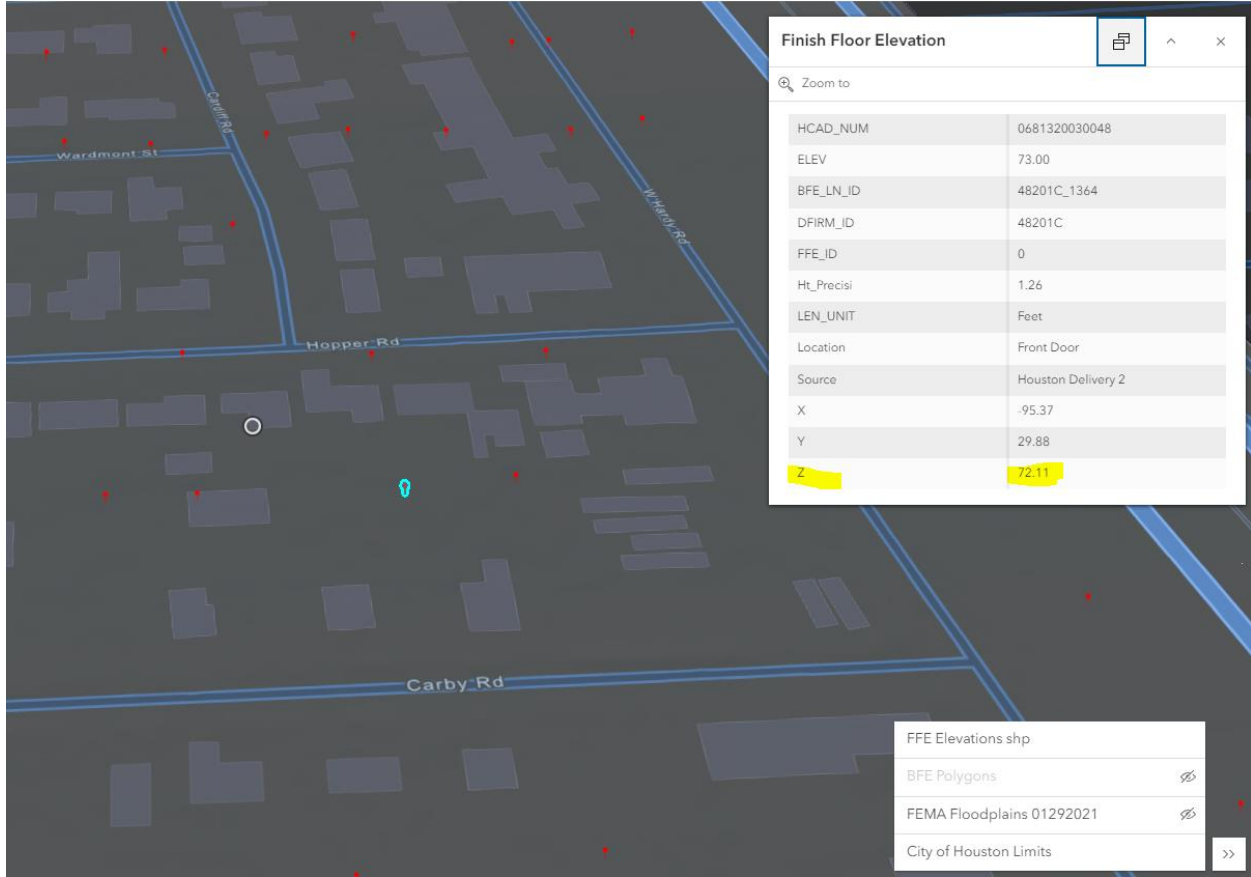 Finish Floor Elevation
Zoom to
HCAD_NUM 0681320030048
ELEV 73.00
BFE_LN_ID 48201C_1364
DFIRM_ID 48201C
FFE_ID 0
Ht_Precisi 1.26
LEN_UNIT Feet
Location Front Door
Source Houston Delivery 2
X -95.37
Y 29.88
Z 72.11
Cardiff Rd
Wardmont St
W Hardy Rd
Hopper Rd
Carby Rd
FFE Elevations shp
BFE Polygons
FEMA Floodplains 01292021
City of Houston Limits